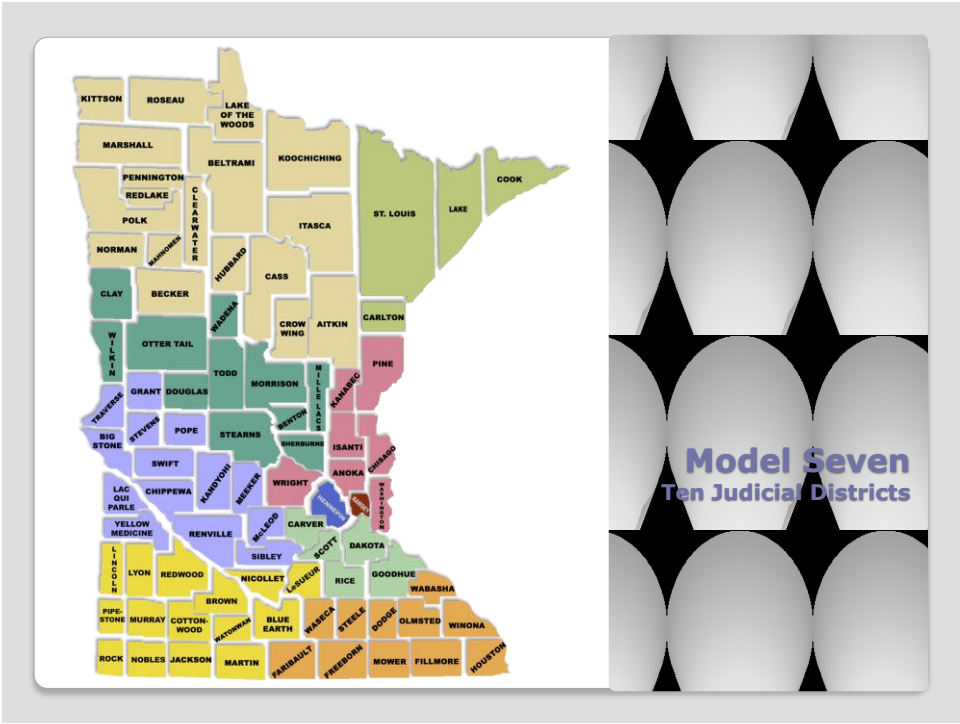 KITTSON
ROSEAU
LAKE
OF THE
WOODS
MARSHALL
BELTRAMI
KOOCHICHING
PENNINGTON
REDLAKE
CLEARWATER
POLK
ITASCA
ST. LOUIS
LAKE
COOK
NORMAN
MAHNOMEN
HUBBARD
CASS
CLAY
BECKER
WADENA
CROW
WING
AITKIN
CARLTON
WILKIN
OTTER TAIL
TODD
MORRISON
MILLE LACS
KANABEC
PINE
TRAVERSE
GRANT
DOUGLAS
BIG
STONE
STEVENS
POPE
STEARNS
BENTON
SHERBURNE
ISANTI
CHISAGO
SWIFT
KANDYOHI
MEEKER
WRIGHT
ANOKA
HENNEPIN
RAMSEY
WASHINGTON
LAC
QUI
PARLE
CHIPPEWA
Model Seven
Ten Judicial Districts
YELLOW
MEDICINE
RENVILLE
McLEOD
CARVER
SCOTT
DAKOTA
SIBLEY
LINCOLN
LYON
REDWOOD
NICOLLET
LeSUEUR
RICE
GOODHUE
WABASHA
BROWN
PIPE-
STONE
MURRAY
COTTON-
WOOD
WATONWAN
BLUE
EARTH
WASECA
STEELE
DODGE
OLMSTED
WINONA
ROCK
NOBLES
JACKSON
MARTIN
FARIBAULT
FREEBORN
MOWER
FILLMORE
HOUSTON